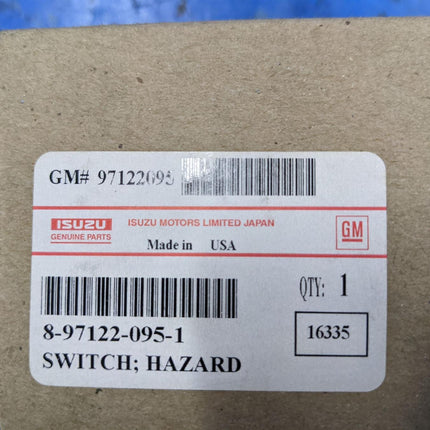 GM# 97122095
ISUZU
GENUINE PARTS
ISUZU MOTORS LIMITED JAPAN
Made in USA
GM
QTY: 1
8-97122-095-1
16335
SWITCH; HAZARD